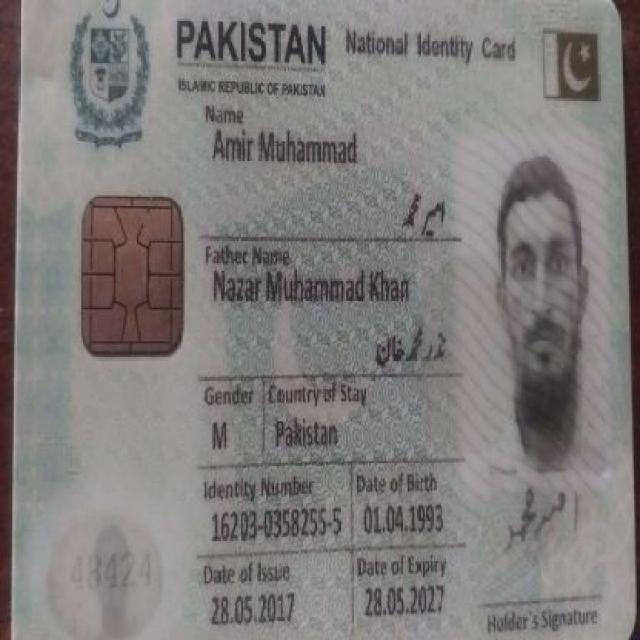 PAKISTAN National Identity Card
ISLAMIC REPUBLIC OF PAKISTAN
Name
Amir Muhammad
امیر محمد
Father Name
Nazar Muhammad Khan
نذر محمد خان
Gender Country of Stay
M Pakistan
Identity Number Date of Birth
16203-0358255-5 01.04.1993
Date of Issue Date of Expiry
28.05.2017 28.05.2027
48424
Holder's Signature